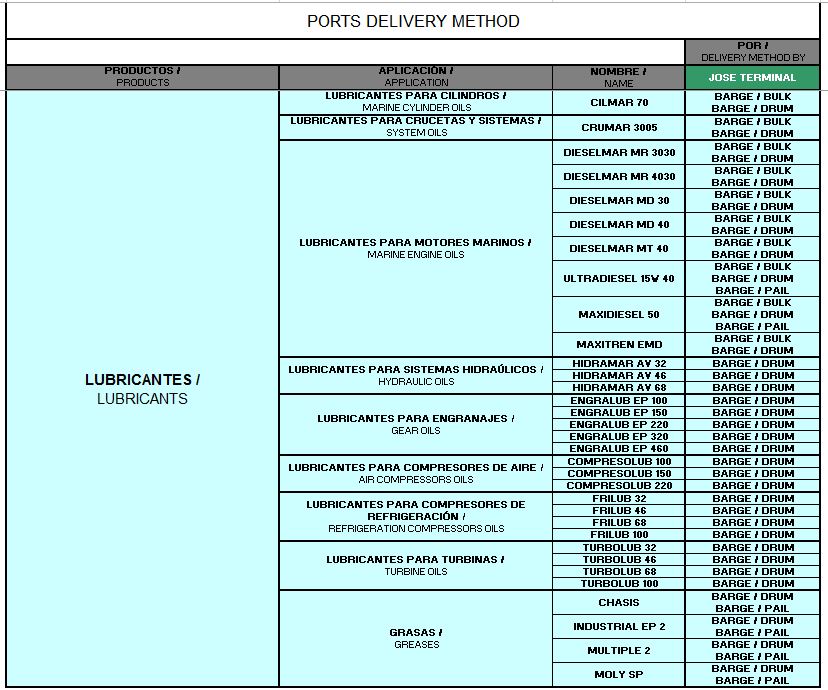 PORTS DELIVERY METHOD
POR /
DELIVERY METHOD BY
PRODUCTOS /
PRODUCTS
APLICACIÓN /
APPLICATION
NOMBRE /
NAME
JOSE TERMINAL
LUBRICANTES /
LUBRICANTS
LUBRICANTES PARA CILINDROS /
MARINE CYLINDER OILS
CILMAR 70
BARGE / BULK
BARGE / DRUM
LUBRICANTES PARA CRUCETAS Y SISTEMAS /
SYSTEM OILS
CRUMAR 3005
BARGE / BULK
BARGE / DRUM
LUBRICANTES PARA MOTORES MARINOS /
MARINE ENGINE OILS
DIESELMAR MR 3030
BARGE / BULK
BARGE / DRUM
DIESELMAR MR 4030
BARGE / BULK
BARGE / DRUM
DIESELMAR MD 30
BARGE / BULK
BARGE / DRUM
DIESELMAR MD 40
BARGE / BULK
BARGE / DRUM
DIESELMAR MT 40
BARGE / BULK
BARGE / DRUM
ULTRADIESEL 15W 40
BARGE / BULK
BARGE / DRUM
BARGE / PAIL
MAXIDIESEL 50
BARGE / BULK
BARGE / DRUM
BARGE / PAIL
MAXITREN EMD
BARGE / BULK
BARGE / DRUM
LUBRICANTES PARA SISTEMAS HIDRAÚLICOS /
HYDRAULIC OILS
HIDRAMAR AV 32
BARGE / DRUM
HIDRAMAR AV 46
BARGE / DRUM
HIDRAMAR AV 68
BARGE / DRUM
LUBRICANTES PARA ENGRANAJES /
GEAR OILS
ENGRALUB EP 100
BARGE / DRUM
ENGRALUB EP 150
BARGE / DRUM
ENGRALUB EP 220
BARGE / DRUM
ENGRALUB EP 320
BARGE / DRUM
ENGRALUB EP 460
BARGE / DRUM
LUBRICANTES PARA COMPRESORES DE AIRE /
AIR COMPRESSORS OILS
COMPRESOLUB 100
BARGE / DRUM
COMPRESOLUB 150
BARGE / DRUM
COMPRESOLUB 220
BARGE / DRUM
LUBRICANTES PARA COMPRESORES DE
REFRIGERACIÓN /
REFRIGERATION COMPRESSORS OILS
FRILUB 32
BARGE / DRUM
FRILUB 46
BARGE / DRUM
FRILUB 68
BARGE / DRUM
FRILUB 100
BARGE / DRUM
LUBRICANTES PARA TURBINAS /
TURBINE OILS
TURBOLUB 32
BARGE / DRUM
TURBOLUB 46
BARGE / DRUM
TURBOLUB 68
BARGE / DRUM
TURBOLUB 100
BARGE / DRUM
GRASAS /
GREASES
CHASIS
BARGE / DRUM
BARGE / PAIL
INDUSTRIAL EP 2
BARGE / DRUM
BARGE / PAIL
MULTIPLE 2
BARGE / DRUM
BARGE / PAIL
MOLY SP
BARGE / DRUM
BARGE / PAIL